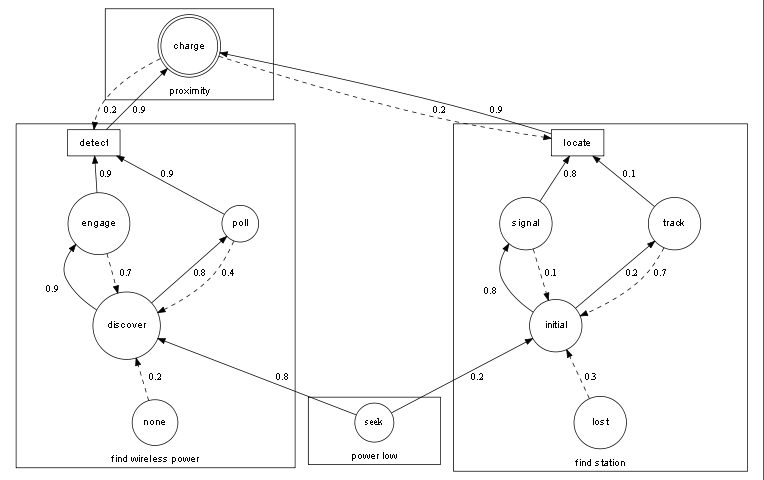 charge
proximity
0.2
0.9
0.2
0.9
detect
locate
0.9
0.9
0.8
0.1
engage
poll
signal
track
0.7
0.8
0.4
0.1
0.2
0.7
0.9
0.8
discover
initial
0.2
0.8
0.2
0.3
none
seek
lost
find wireless power
power low
find station